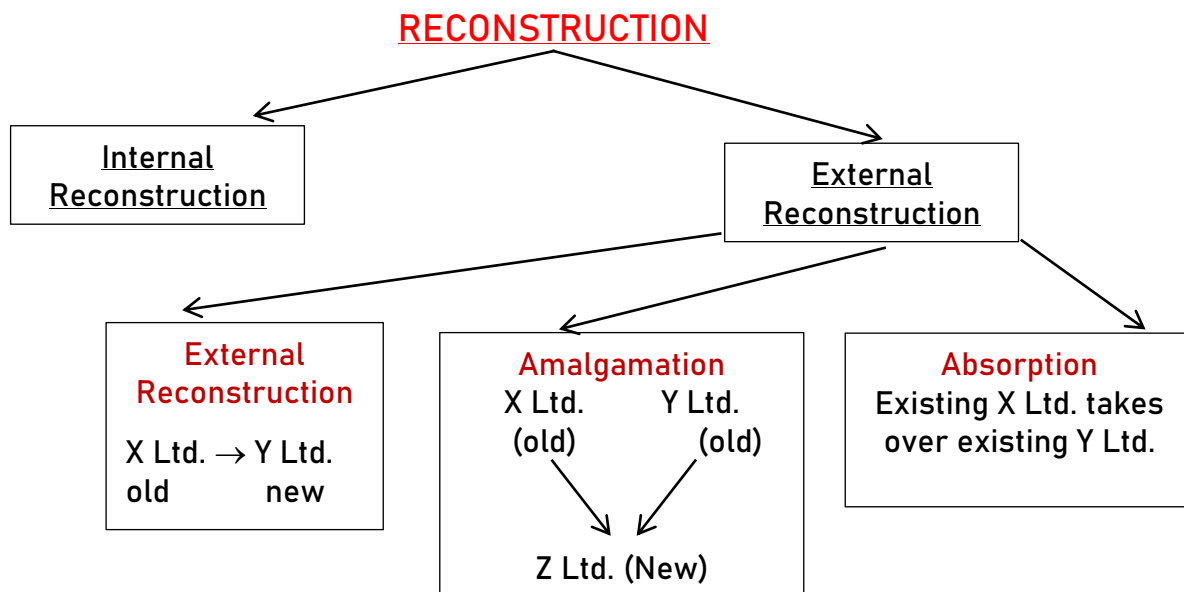 RECONSTRUCTION
Internal
Reconstruction
External
Reconstruction
External
Reconstruction
X Ltd. → Y Ltd.
old new
Amalgamation
X Ltd. Y Ltd.
(old) (old)
Z Ltd. (New)
Absorption
Existing X Ltd. takes
over existing Y Ltd.